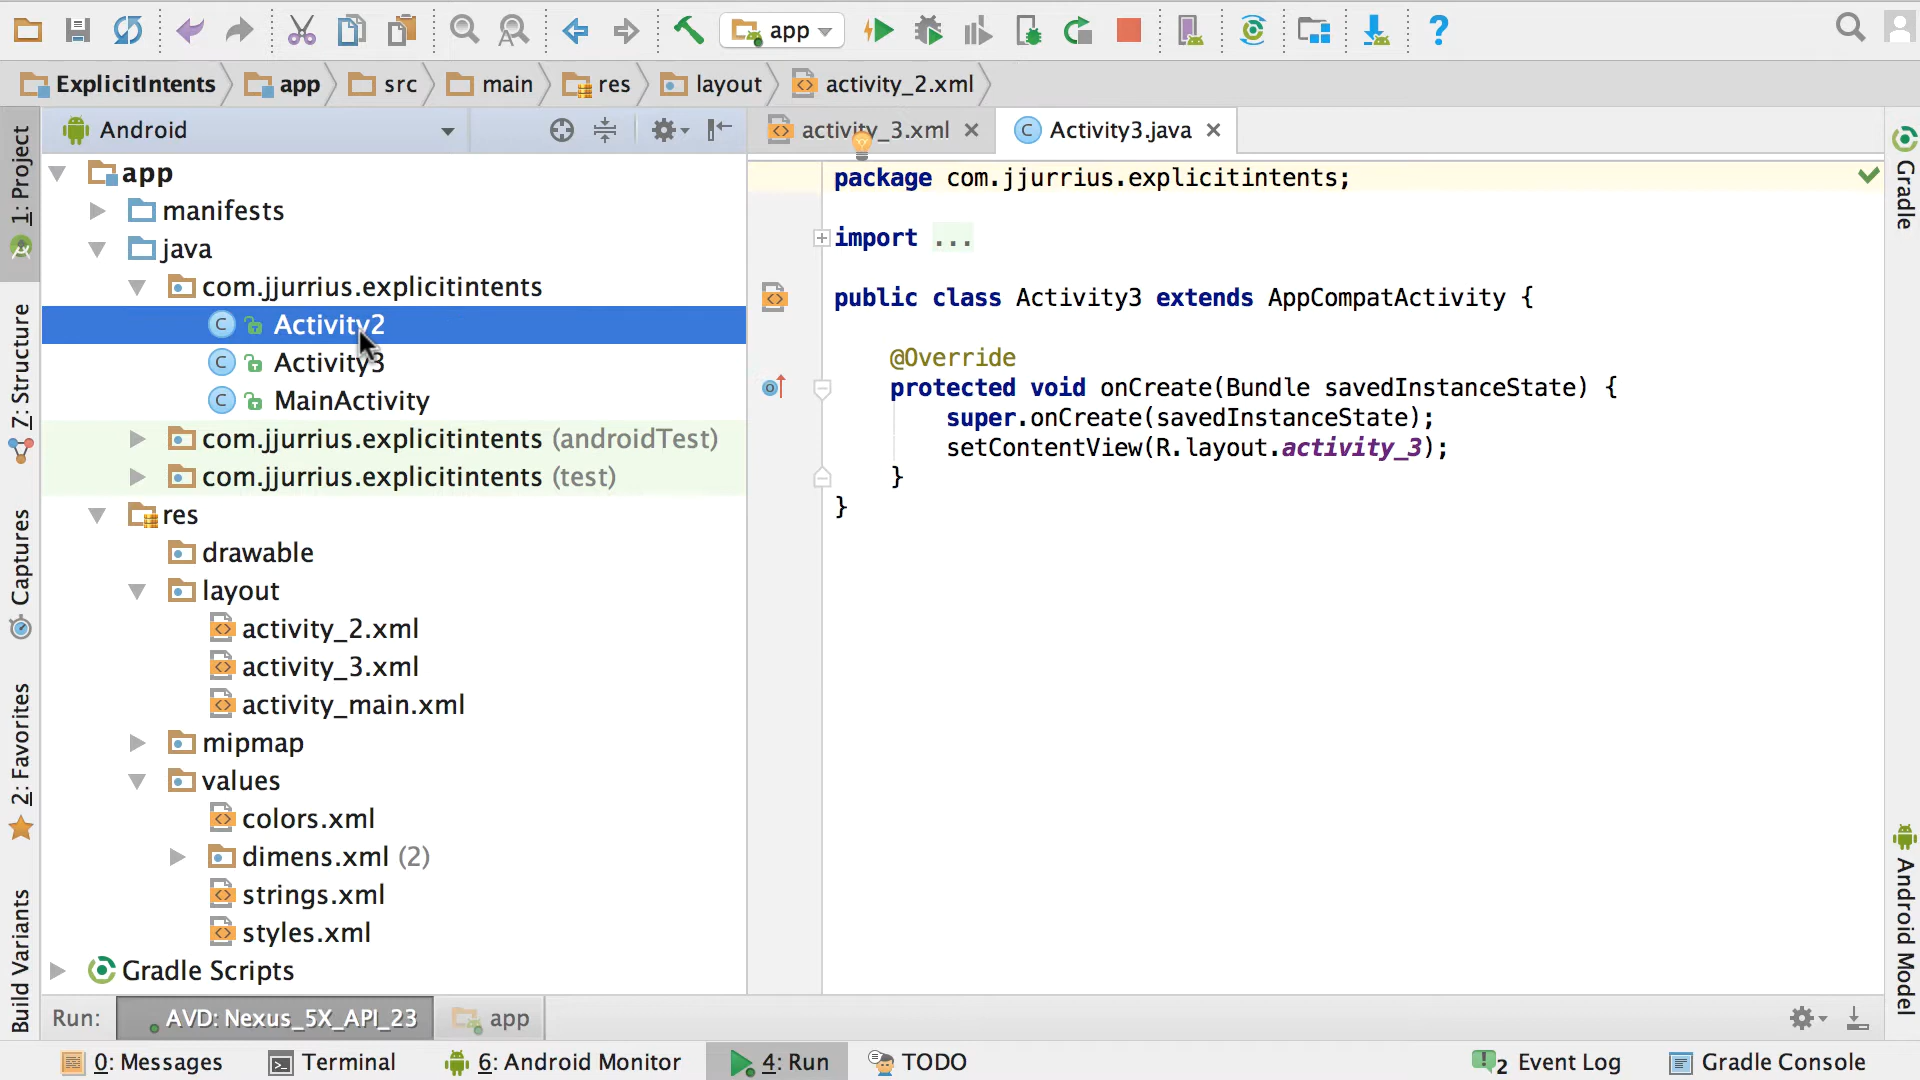 app
?
ExplicitIntents app src main res layout activity_2.xml
Android
activity_3.xml Activity3.java
1: Project
7: Structure
Captures
2: Favorites
Build Variants
app
manifests
java
com.jjurrius.explicitintents
Activity2
Activity3
MainActivity
com.jjurrius.explicitintents (androidTest)
com.jjurrius.explicitintents (test)
res
drawable
layout
activity_2.xml
activity_3.xml
activity_main.xml
mipmap
values
colors.xml
dimens.xml (2)
strings.xml
styles.xml
Gradle Scripts
package com.jjurrius.explicitintents;
import ...
public class Activity3 extends AppCompatActivity {
@Override
protected void onCreate(Bundle savedInstanceState) {
super.onCreate(savedInstanceState);
setContentView(R.layout.activity_3);
}
}
Gradle
Android Model
Run: AVD: Nexus_5X_API_23 app
0: Messages Terminal 6: Android Monitor 4: Run TODO 2 Event Log Gradle Console